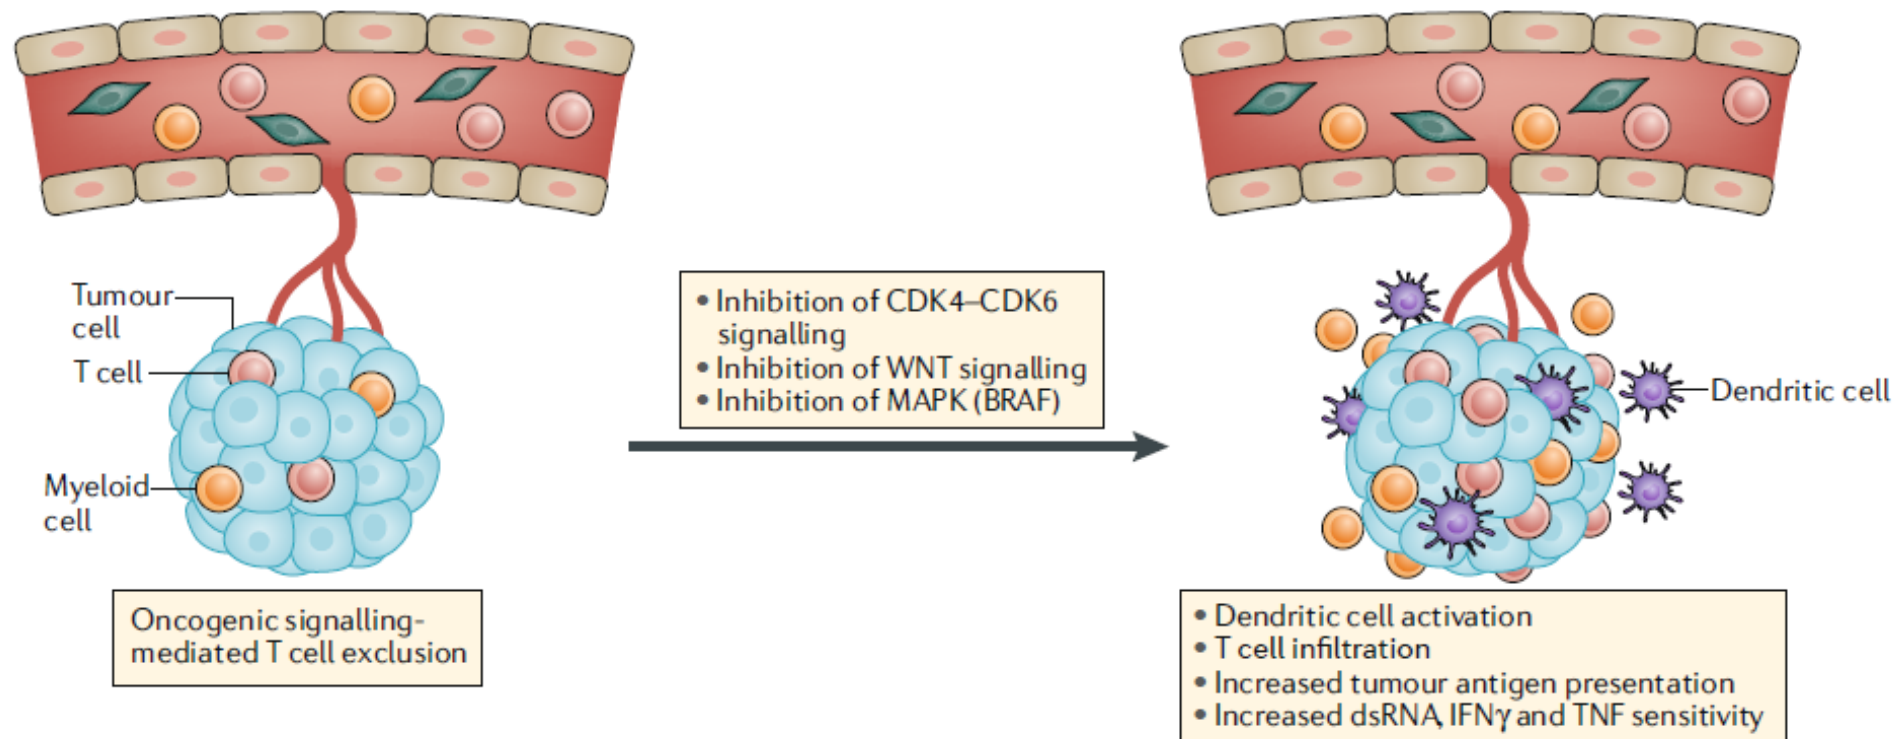 Tumour
cell
T cell
Myeloid
cell
Oncogenic signalling-
mediated T cell exclusion
• Inhibition of CDK4–CDK6
signalling
• Inhibition of WNT signalling
• Inhibition of MAPK (BRAF)
Dendritic cell
• Dendritic cell activation
• T cell infiltration
• Increased tumour antigen presentation
• Increased dsRNA, IFNγ and TNF sensitivity